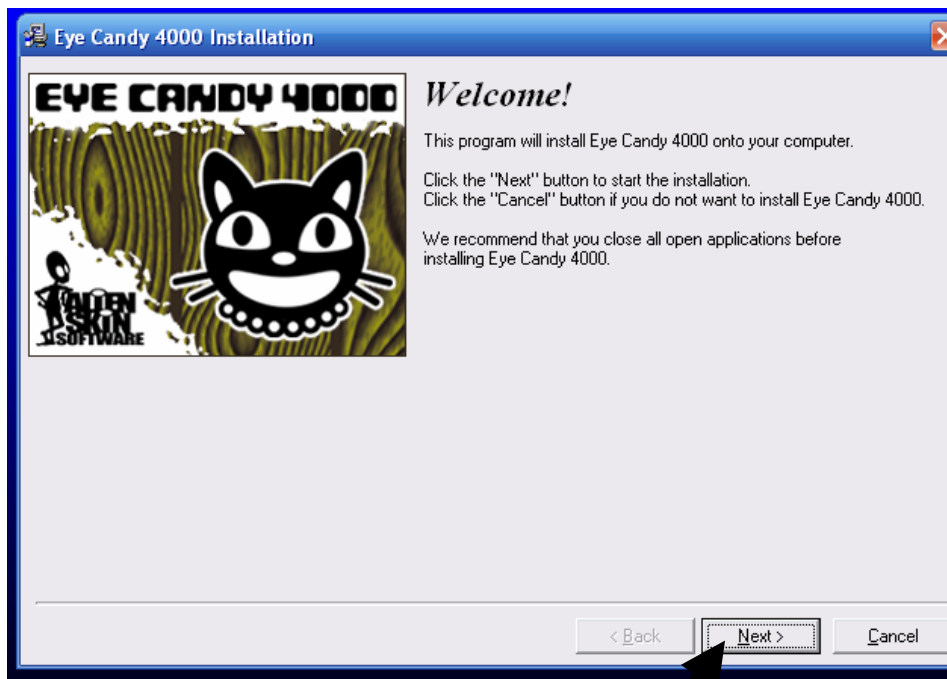 Eye Candy 4000 Installation
EYE CANDY 4000
ALIEN
SKIN
SOFTWARE
Welcome!
This program will install Eye Candy 4000 onto your computer.
Click the "Next" button to start the installation.
Click the "Cancel" button if you do not want to install Eye Candy 4000.
We recommend that you close all open applications before
installing Eye Candy 4000.
< Back
Next >
Cancel